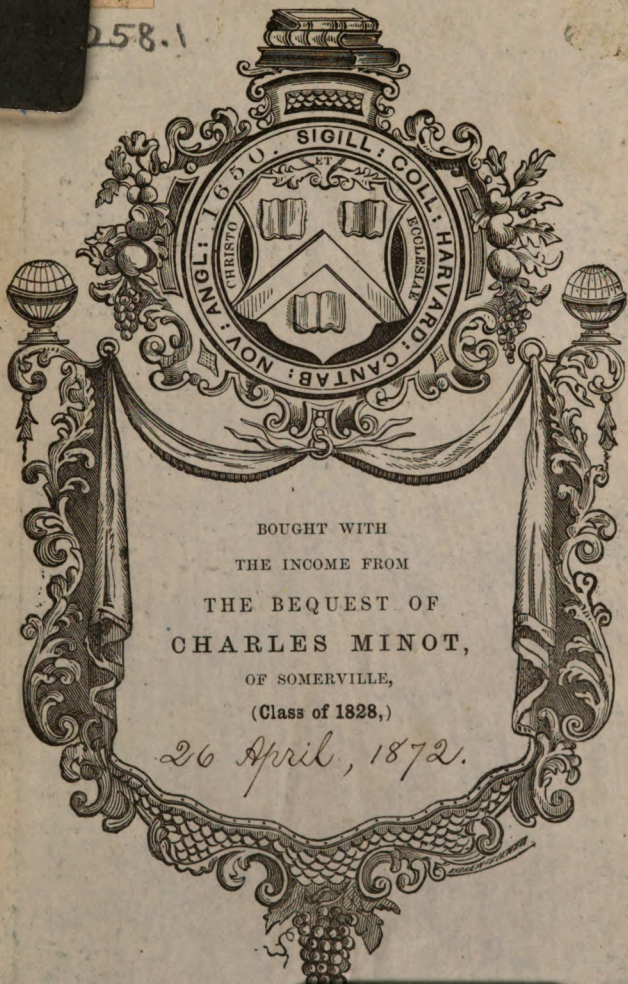 258.1
SIGILL: COLL: HARVARD: CANTAB: NOV: ANGL: 1650.
ET
CHRISTO
ECCLESIAE
BOUGHT WITH
THE INCOME FROM
THE BEQUEST OF
CHARLES MINOT,
OF SOMERVILLE,
(Class of 1828,)
26 April, 1872.